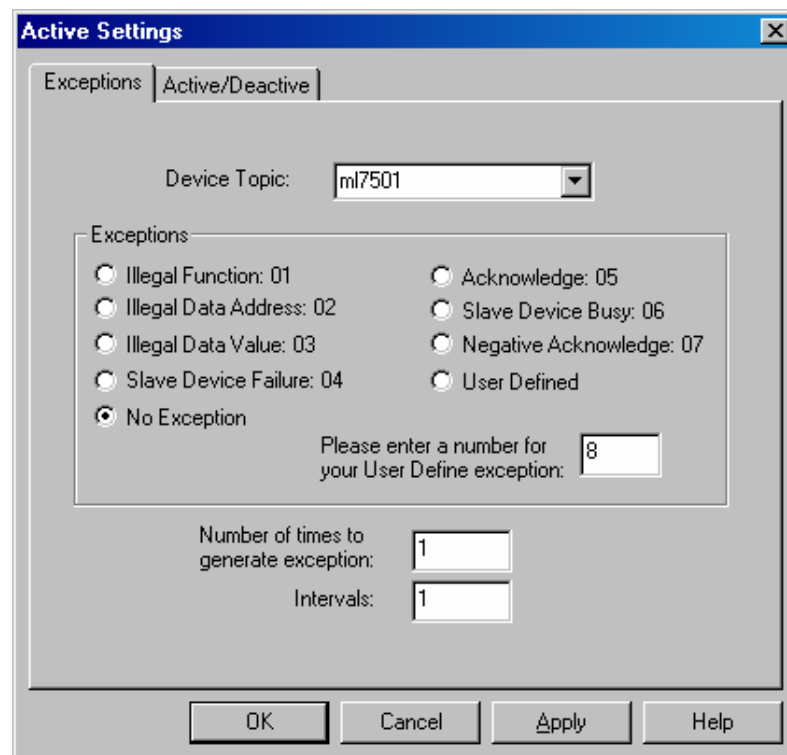 Active Settings
Exceptions Active/Deactive
Device Topic: ml7501
Exceptions
Illegal Function: 01
Illegal Data Address: 02
Illegal Data Value: 03
Slave Device Failure: 04
No Exception
Acknowledge: 05
Slave Device Busy: 06
Negative Acknowledge: 07
User Defined
Please enter a number for
your User Define exception: 8
Number of times to
generate exception: 1
Intervals: 1
OK Cancel Apply Help